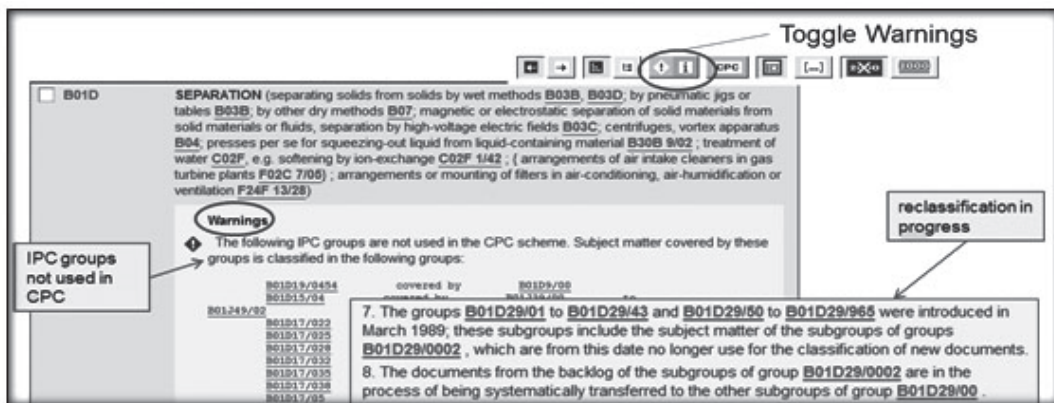 Toggle Warnings
CPC
[...]
B01D
SEPARATION (separating solids from solids by wet methods B03B, B03D; by pneumatic jigs or
tables B03B; by other dry methods B07; magnetic or electrostatic separation of solid materials from
solid materials or fluids, separation by high-voltage electric fields B03C; centrifuges, vortex apparatus
B04; presses per se for squeezing-out liquid from liquid-containing material B30B 9/02 ; treatment of
water C02F, e.g. softening by ion-exchange C02F 1/42 ; { arrangements of air intake cleaners in gas
turbine plants F02C 7/05} ; arrangements or mounting of filters in air-conditioning, air-humidification or
ventilation F24F 13/28)
Warnings
The following IPC groups are not used in the CPC scheme. Subject matter covered by these
groups is classified in the following groups:
IPC groups
not used in
CPC
reclassification in
progress
B01D19/0454 covered by B01D9/00
B01D15/04 covered by to
B01J49/02
B01D17/022
B01D17/025
B01D17/028
B01D17/032
B01D17/035
B01D17/038
B01D17/05
7. The groups B01D29/01 to B01D29/43 and B01D29/50 to B01D29/965 were introduced in
March 1989; these subgroups include the subject matter of the subgroups of groups
B01D29/0002 , which are from this date no longer use for the classification of new documents.
8. The documents from the backlog of the subgroups of group B01D29/0002 are in the
process of being systematically transferred to the other subgroups of group B01D29/00 .